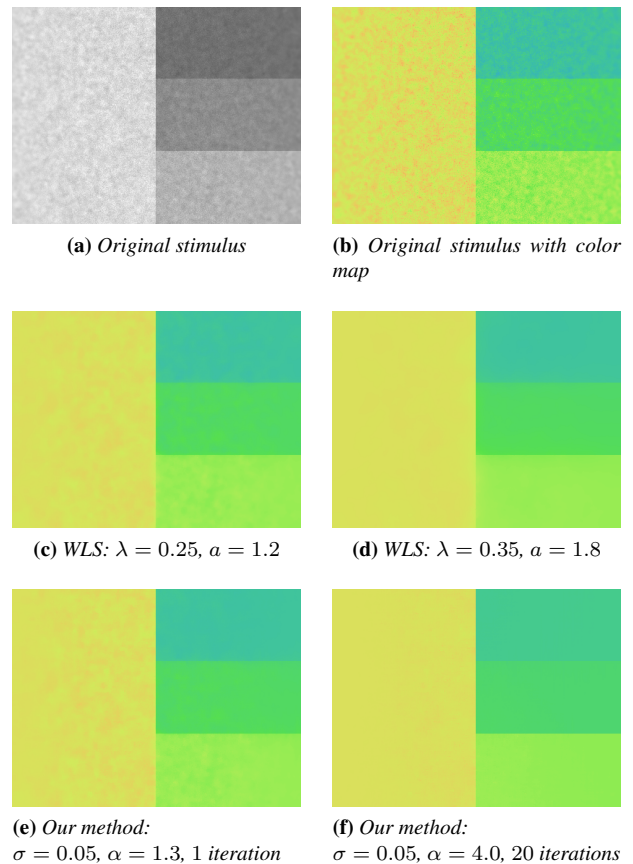 (a) Original stimulus
(b) Original stimulus with color
map
(c) WLS: λ = 0.25, a = 1.2
(d) WLS: λ = 0.35, a = 1.8
(e) Our method:
σ = 0.05, α = 1.3, 1 iteration
(f) Our method:
σ = 0.05, α = 4.0, 20 iterations